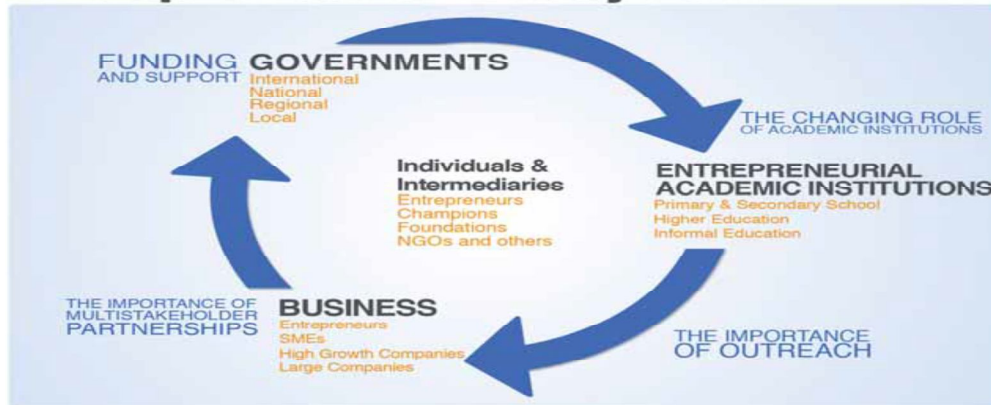 FUNDING
AND SUPPORT
GOVERNMENTS
International
National
Regional
Local
THE CHANGING ROLE
OF ACADEMIC INSTITUTIONS
Individuals &
Intermediaries
Entrepreneurs
Champions
Foundations
NGOs and others
ENTREPRENEURIAL
ACADEMIC INSTITUTIONS
Primary & Secondary School
Higher Education
Informal Education
THE IMPORTANCE OF
MULTISTAKEHOLDER
PARTNERSHIPS
BUSINESS
Entrepreneurs
SMEs
High Growth Companies
Large Companies
THE IMPORTANCE
OF OUTREACH